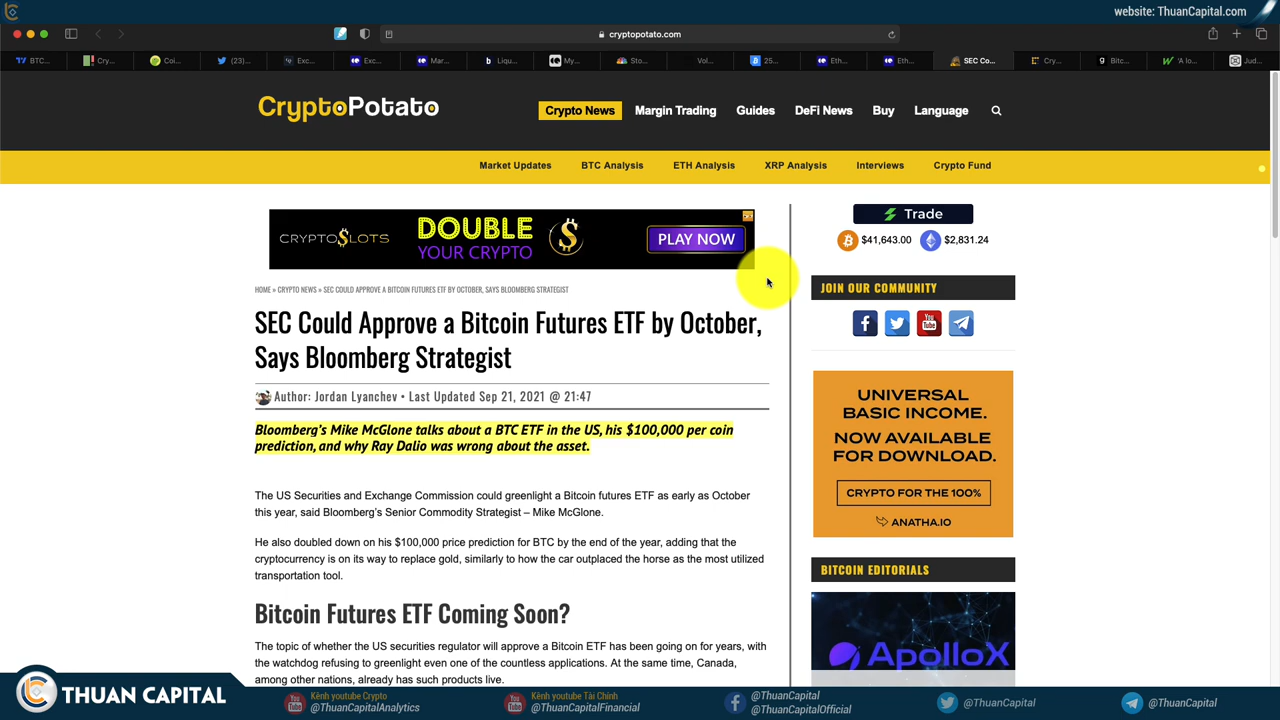 website: ThuanCapital.com
cryptopotato.com
BTC...
Cry...
Coi...
(23)...
Exc...
Exc...
Mar...
Liqu...
My...
Sto...
Vol...
25...
Eth...
Eth...
SEC Co...
Cry...
Bitc...
'A lo...
Jud...
CryptoPotato
Crypto News
Margin Trading
Guides
DeFi News
Buy
Language
Market Updates
BTC Analysis
ETH Analysis
XRP Analysis
Interviews
Crypto Fund
CRYPTO$LOTS
DOUBLE
YOUR CRYPTO
PLAY NOW
HOME » CRYPTO NEWS » SEC COULD APPROVE A BITCOIN FUTURES ETF BY OCTOBER, SAYS BLOOMBERG STRATEGIST
SEC Could Approve a Bitcoin Futures ETF by October,
Says Bloomberg Strategist
Author: Jordan Lyanchev • Last Updated Sep 21, 2021 @ 21:47
Bloomberg's Mike McGlone talks about a BTC ETF in the US, his $100,000 per coin
prediction, and why Ray Dalio was wrong about the asset.
The US Securities and Exchange Commission could greenlight a Bitcoin futures ETF as early as October
this year, said Bloomberg's Senior Commodity Strategist – Mike McGlone.
He also doubled down on his $100,000 price prediction for BTC by the end of the year, adding that the
cryptocurrency is on its way to replace gold, similarly to how the car outplaced the horse as the most utilized
transportation tool.
Bitcoin Futures ETF Coming Soon?
The topic of whether the US securities regulator will approve a Bitcoin ETF has been going on for years, with
the watchdog refusing to greenlight even one of the countless applications. At the same time, Canada,
among other nations, already has such products live.
Trade
$41,643.00
$2,831.24
JOIN OUR COMMUNITY
UNIVERSAL
BASIC INCOME.
NOW AVAILABLE
FOR DOWNLOAD.
CRYPTO FOR THE 100%
ANATHA.IO
BITCOIN EDITORIALS
ApolloX
THUAN CAPITAL
Kênh youtube Crypto
@ThuanCapitalAnalytics
Kênh youtube Tài Chính
@ThuanCapitalFinancial
@ThuanCapital
@ThuanCapitalOfficial
@ThuanCapital
@ThuanCapital